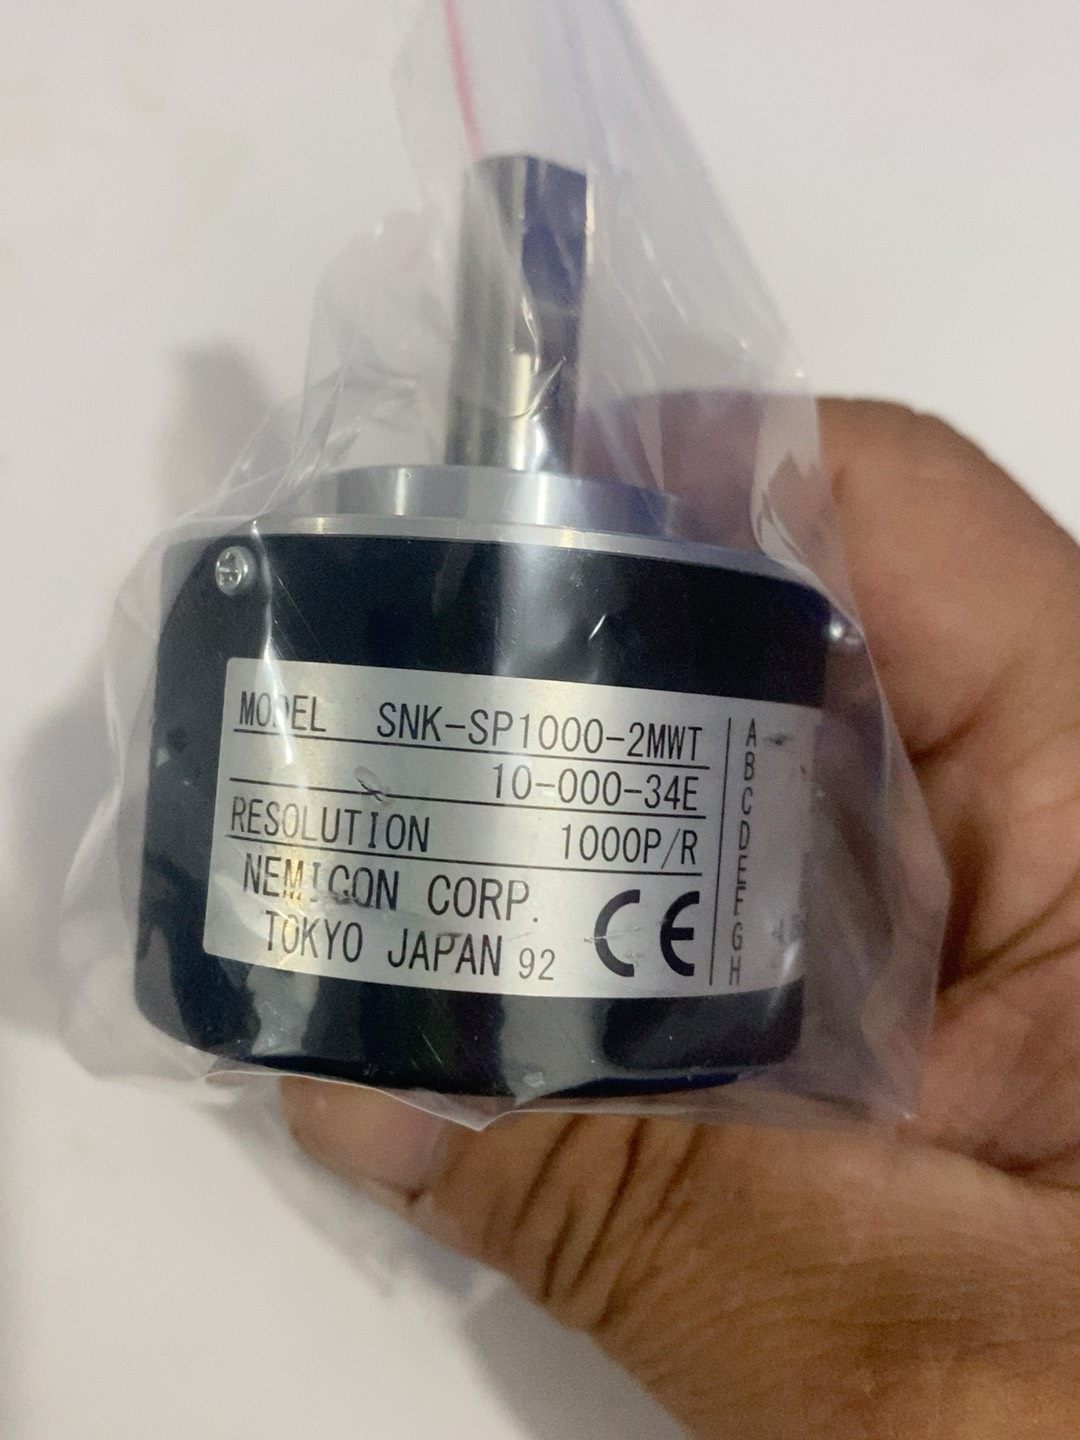 MODEL SNK-SP1000-2MWT
10-000-34E
RESOLUTION 1000P/R
NEMICON CORP.
TOKYO JAPAN 92 CE
A
B
C
D
E
F
G
H